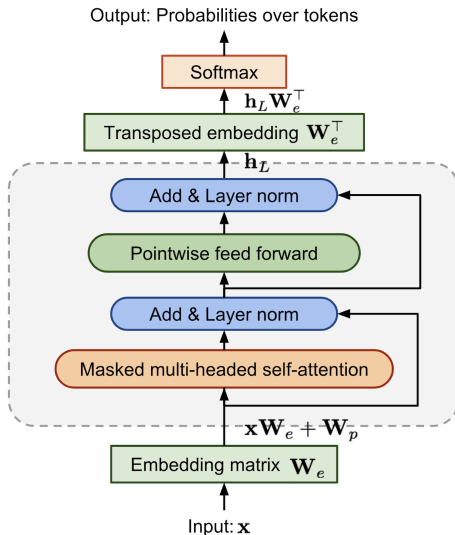 Output: Probabilities over tokens
Softmax
h_L W_e^⊤
Transposed embedding W_e^⊤
h_L
Add & Layer norm
Pointwise feed forward
Add & Layer norm
Masked multi-headed self-attention
xW_e + W_p
Embedding matrix W_e
Input: x